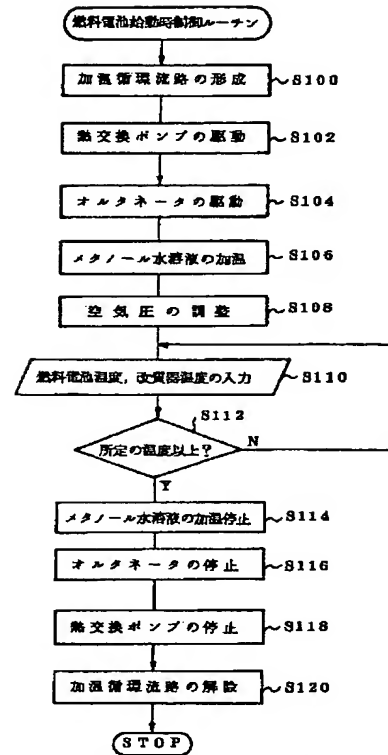 燃料電池始動時制御ルーチン
加温循環流路の形成
S100
熱交換ポンプの駆動
S102
オルタネータの駆動
S104
メタノール水溶液の加温
S106
空気圧の調整
S108
燃料電池温度,改質器温度の入力
S110
S112
所定の温度以上?
N
Y
メタノール水溶液の加温停止
S114
オルタネータの停止
S116
熱交換ポンプの停止
S118
加温循環流路の解除
S120
STOP